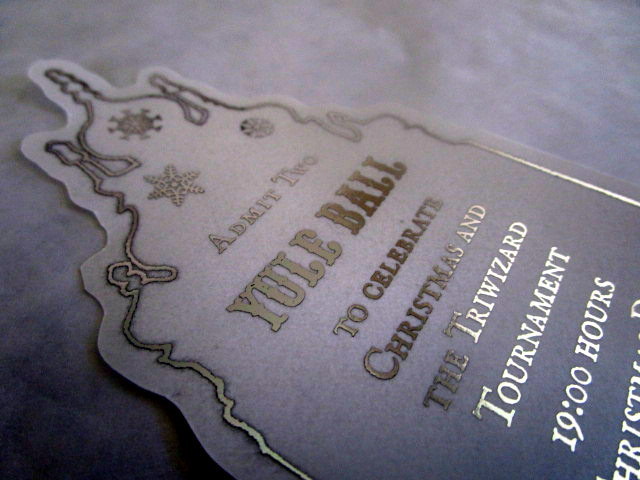 ADMIT TWO
YULE BALL
TO CELEBRATE
CHRISTMAS AND
THE TRIWIZARD
TOURNAMENT
19:00 HOURS